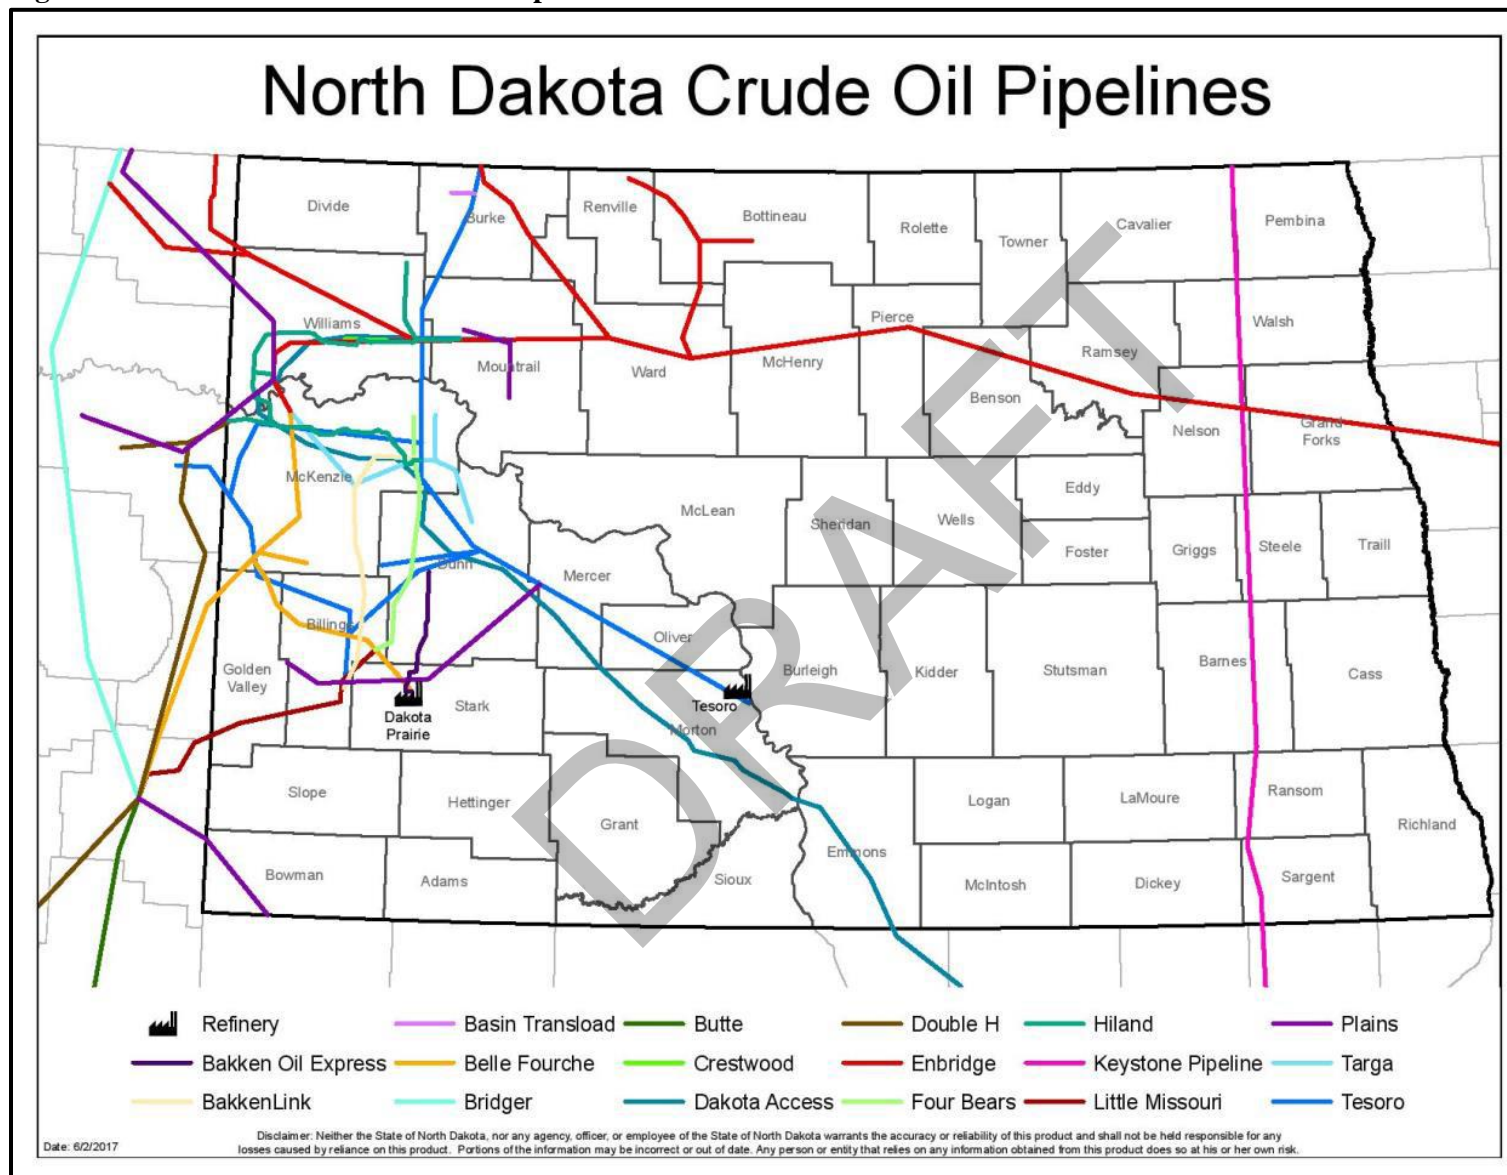 North Dakota Crude Oil Pipelines
Divide
Burke
Renville
Bottineau
Rolette
Towner
Cavalier
Pembina
Williams
Mountrail
Ward
McHenry
Pierce
Ramsey
Walsh
Benson
Nelson
Grand
Forks
McKenzie
McLean
Sheridan
Wells
Eddy
Foster
Griggs
Steele
Traill
Dunn
Mercer
Oliver
Billings
Golden
Valley
Burleigh
Kidder
Stutsman
Barnes
Cass
Stark
Dakota
Prairie
Tesoro
Morton
Slope
Hettinger
Grant
Logan
LaMoure
Ransom
Richland
Bowman
Adams
Sioux
Emmons
McIntosh
Dickey
Sargent
DRAFT
Refinery
Basin Transload
Butte
Double H
Hiland
Plains
Bakken Oil Express
Belle Fourche
Crestwood
Enbridge
Keystone Pipeline
Targa
BakkenLink
Bridger
Dakota Access
Four Bears
Little Missouri
Tesoro
Date: 6/2/2017
Disclaimer: Neither the State of North Dakota, nor any agency, officer, or employee of the State of North Dakota warrants the accuracy or reliability of this product and shall not be held responsible for any
losses caused by reliance on this product. Portions of the information may be incorrect or out of date. Any person or entity that relies on any information obtained from this product does so at his or her own risk.